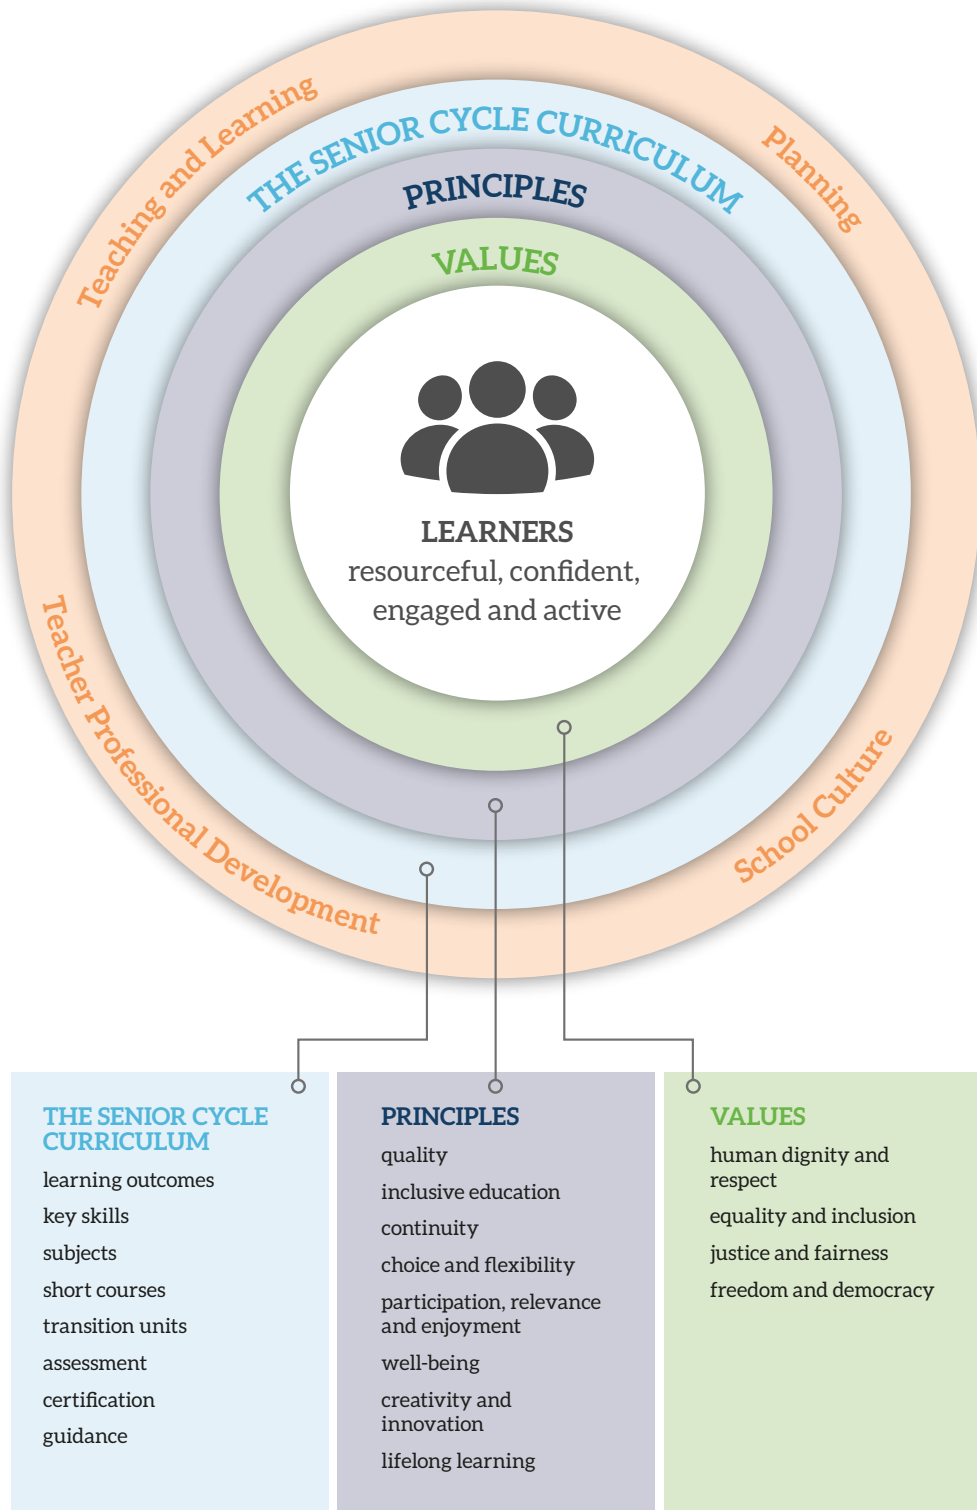 Teaching and Learning
Planning
THE SENIOR CYCLE CURRICULUM
PRINCIPLES
VALUES
LEARNERS
resourceful, confident,
engaged and active
Teacher Professional Development
School Culture
THE SENIOR CYCLE
CURRICULUM
learning outcomes
key skills
subjects
short courses
transition units
assessment
certification
guidance
PRINCIPLES
quality
inclusive education
continuity
choice and flexibility
participation, relevance
and enjoyment
well-being
creativity and
innovation
lifelong learning
VALUES
human dignity and
respect
equality and inclusion
justice and fairness
freedom and democracy